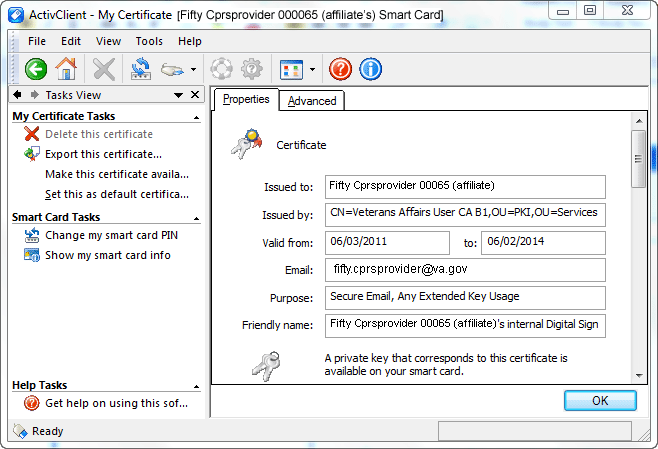 ActivClient - My Certificate [Fifty Cprsprovider 000065 (affiliate's) Smart Card]
File Edit View Tools Help
Tasks View
My Certificate Tasks
Delete this certificate
Export this certificate...
Make this certificate availa...
Set this as default certifica...
Smart Card Tasks
Change my smart card PIN
Show my smart card info
Help Tasks
Get help on using this sof...
Properties Advanced
Certificate
Issued to: Fifty Cprsprovider 00065 (affiliate)
Issued by: CN=Veterans Affairs User CA B1,OU=PKI,OU=Services
Valid from: 06/03/2011 to: 06/02/2014
Email: fifty.cprsprovider@va.gov
Purpose: Secure Email, Any Extended Key Usage
Friendly name: Fifty Cprsprovider 00065 (affiliate)'s internal Digital Sign
A private key that corresponds to this certificate is
available on your smart card.
OK
Ready